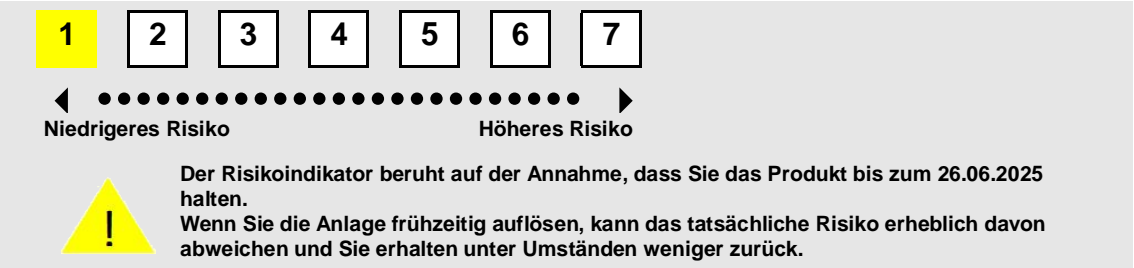 1 2 3 4 5 6 7
Niedrigeres Risiko Höheres Risiko
Der Risikoindikator beruht auf der Annahme, dass Sie das Produkt bis zum 26.06.2025
halten.
Wenn Sie die Anlage frühzeitig auflösen, kann das tatsächliche Risiko erheblich davon
abweichen und Sie erhalten unter Umständen weniger zurück.
!